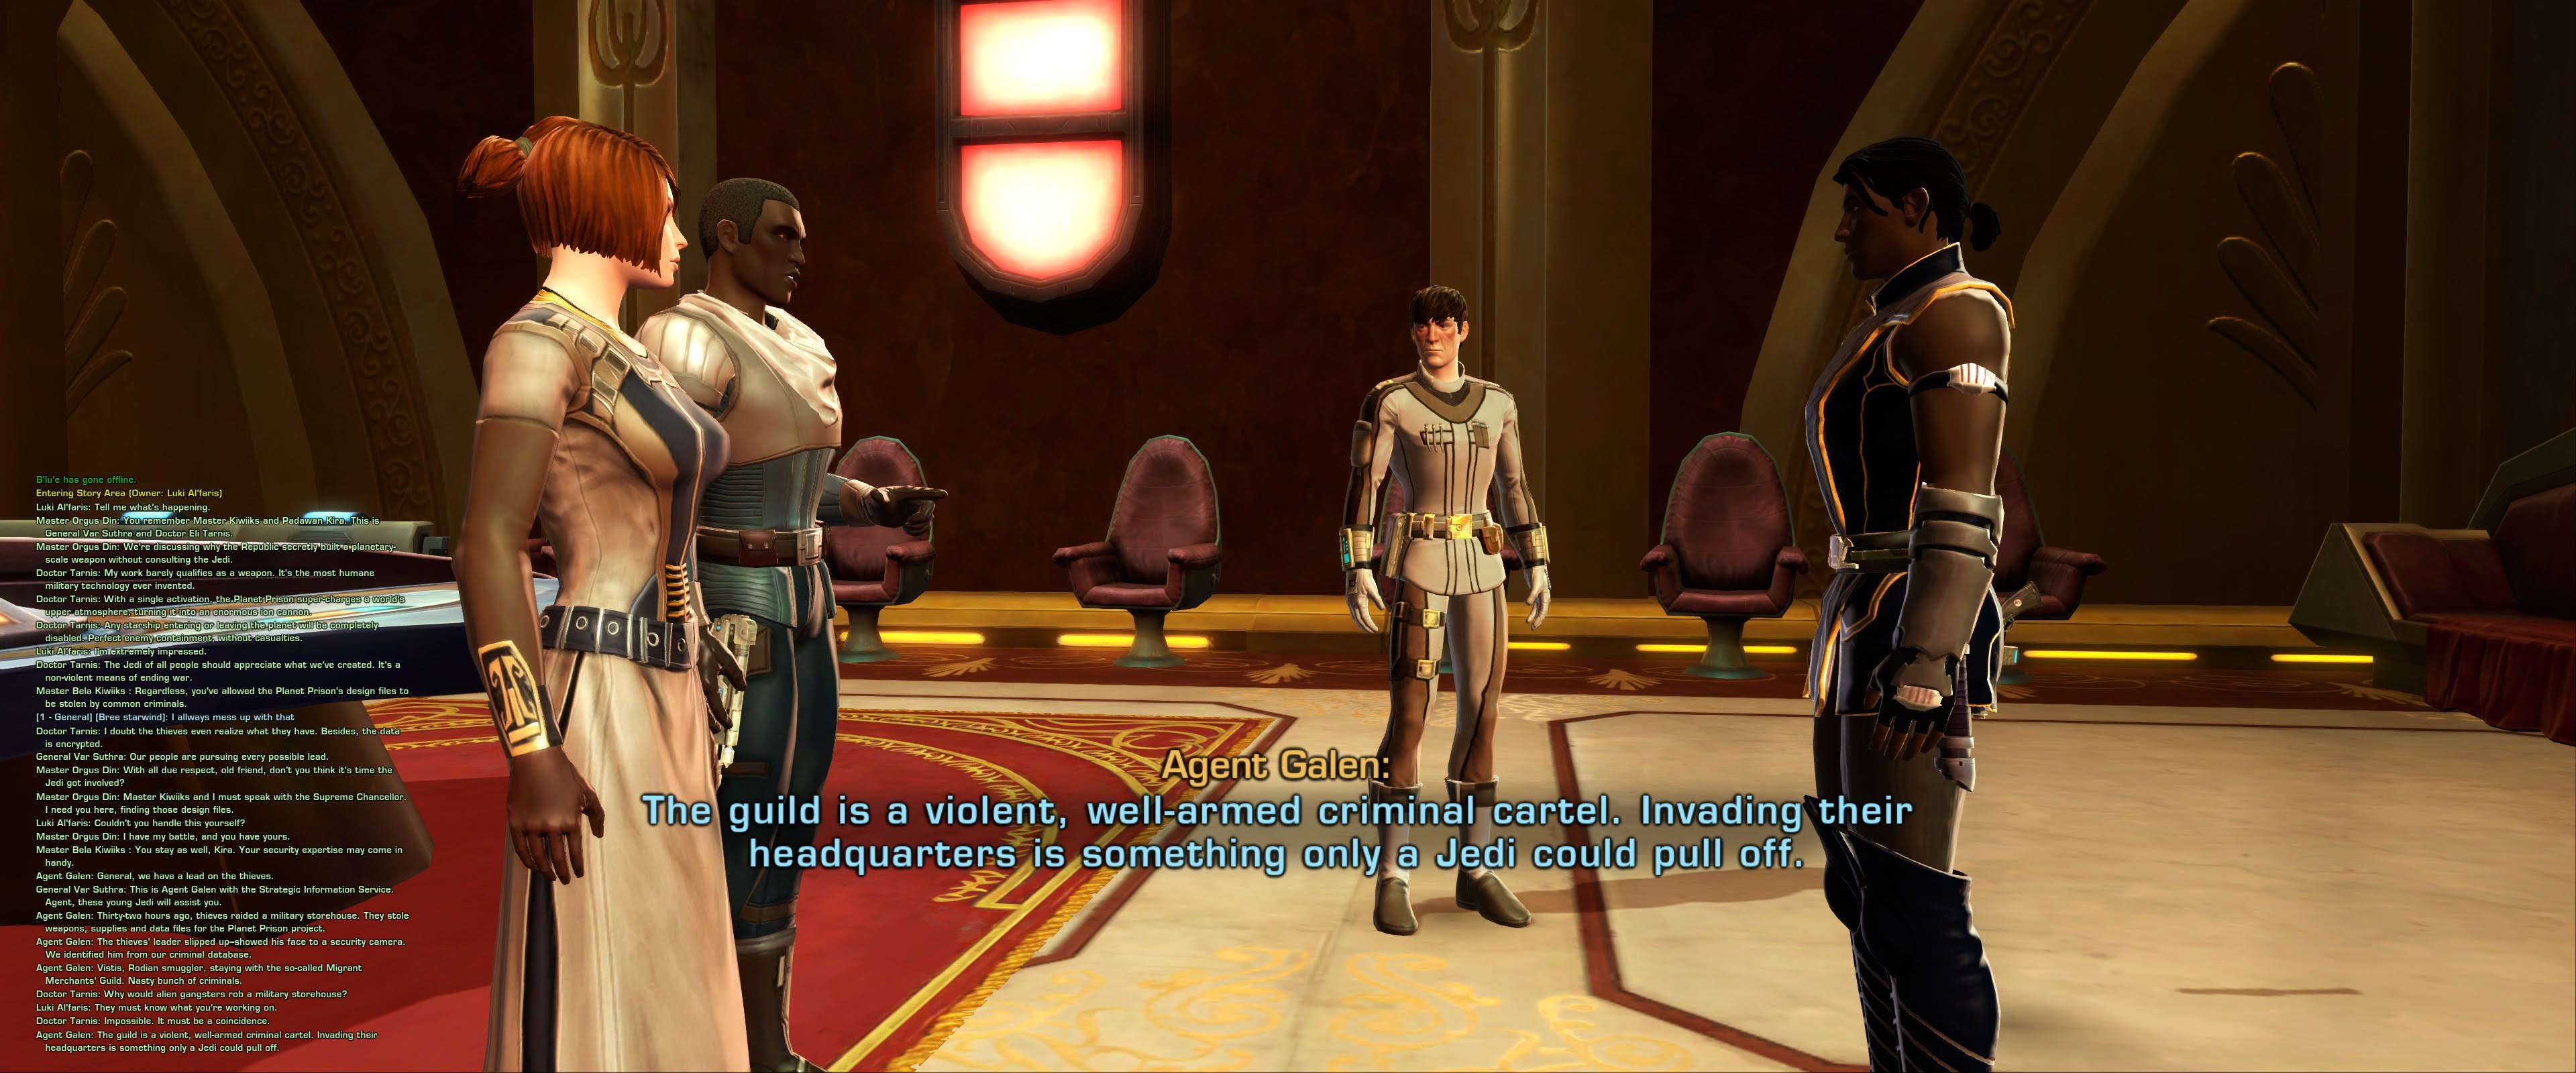 B'lu'e has gone offline.
Entering Story Area (Owner: Luki Al'faris)
Luki Al'faris: Tell me what's happening.
Master Orgus Din: You remember Master Kiwiiks and Padawan Kira. This is
General Var Suthra and Doctor Eli Tarnis.
Master Orgus Din: We're discussing why the Republic secretly built a planetary-
scale weapon without consulting the Jedi.
Doctor Tarnis: My work barely qualifies as a weapon. It's the most humane
military technology ever invented.
Doctor Tarnis: With a single activation, the Planet Prison super-charges a world's
upper atmosphere, turning it into an enormous ion cannon.
Doctor Tarnis: Any starship entering or leaving the planet will be completely
disabled. Perfect enemy containment, without casualties.
Luki Al'faris: I'm extremely impressed.
Doctor Tarnis: The Jedi of all people should appreciate what we've created. It's a
non-violent means of ending war.
Master Bela Kiwiiks : Regardless, you've allowed the Planet Prison's design files to
be stolen by common criminals.
[1 - General] [Bree starwind]: I allways mess up with that
Doctor Tarnis: I doubt the thieves even realize what they have. Besides, the data
is encrypted.
General Var Suthra: Our people are pursuing every possible lead.
Master Orgus Din: With all due respect, old friend, don't you think it's time the
Jedi got involved?
Master Orgus Din: Master Kiwiiks and I must speak with the Supreme Chancellor.
I need you here, finding those design files.
Luki Al'faris: Couldn't you handle this yourself?
Master Orgus Din: I have my battle, and you have yours.
Master Bela Kiwiiks : You stay as well, Kira. Your security expertise may come in
handy.
Agent Galen: General, we have a lead on the thieves.
General Var Suthra: This is Agent Galen with the Strategic Information Service.
Agent, these young Jedi will assist you.
Agent Galen: Thirty-two hours ago, thieves raided a military storehouse. They stole
weapons, supplies and data files for the Planet Prison project.
Agent Galen: The thieves' leader slipped up--showed his face to a security camera.
We identified him from our criminal database.
Agent Galen: Vistis, Rodian smuggler, staying with the so-called Migrant
Merchants' Guild. Nasty bunch of criminals.
Doctor Tarnis: Why would alien gangsters rob a military storehouse?
Luki Al'faris: They must know what you're working on.
Doctor Tarnis: Impossible. It must be a coincidence.
Agent Galen: The guild is a violent, well-armed criminal cartel. Invading their
headquarters is something only a Jedi could pull off.
Agent Galen:
The guild is a violent, well-armed criminal cartel. Invading their
headquarters is something only a Jedi could pull off.